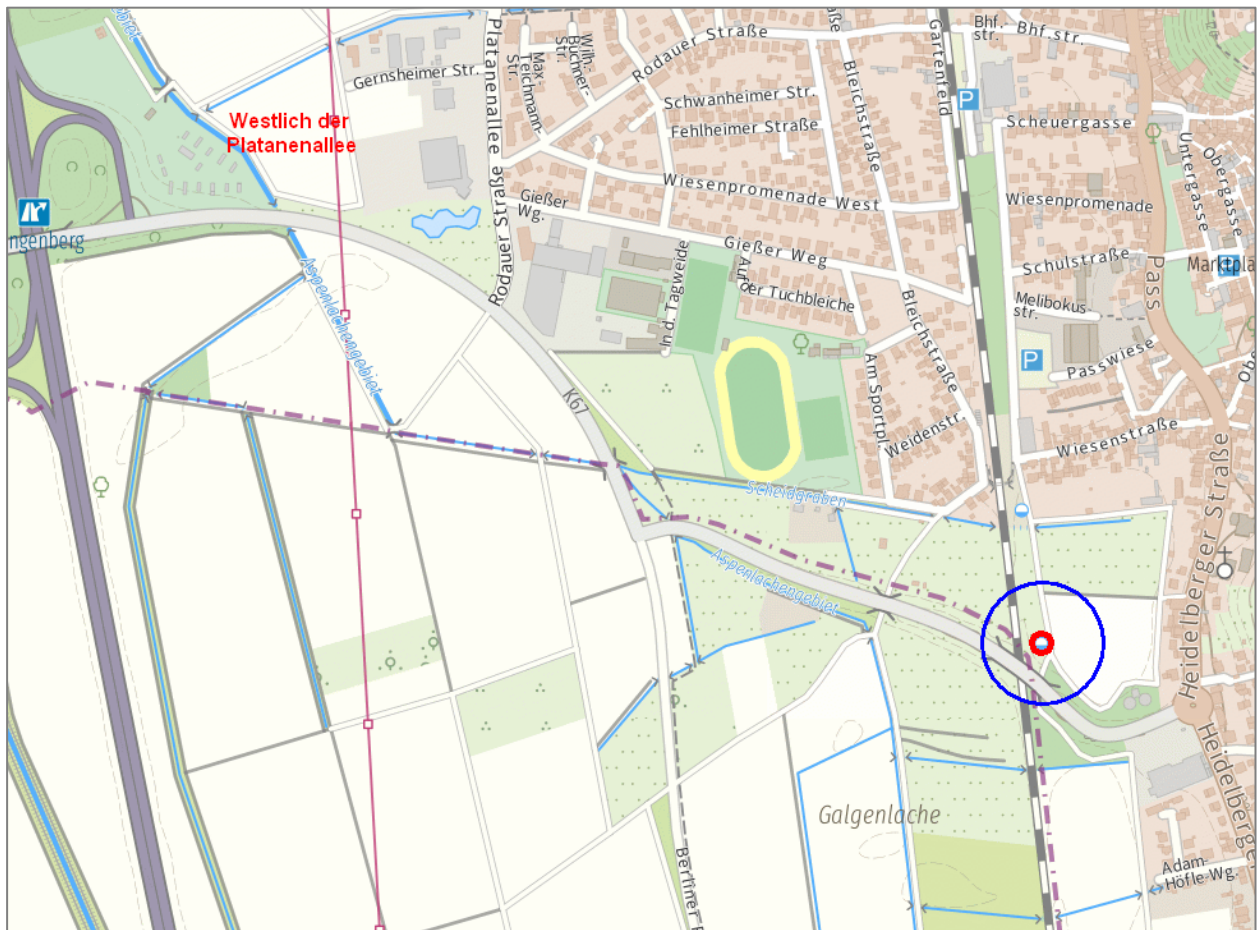 Westlich der
Platanenallee
Gernsheimer Str.
Platanenallee
Rodauer Straße
Max-
Teichmann-
Str.
Wilh.-
Büchner-
Str.
Rodauer Straße
Schwanheimer Str.
Fehlheimer Straße
Wiesenpromenade West
Gießer
Wg.
Gießer Weg
Bleichstraße
Gartenfeld
Bhf.-
str.
Bhf.str.
P
Scheuergasse
Untergasse
Obergasse
Wiesenpromenade
Schulstraße
Marktpla
Pass
Melibokus-
str.
P
Passwiese
Wiesenstraße
In d. Tagweide
Auf
der Tuchbleiche
Bleichstraße
Am Sportpl.
Weidenstr.
ngenberg
Aspenlachengebiet
K67
Scheidgraben
Aspenlachengebiet
Heidelberger Straße
Heidelberger
Galgenlache
Adam-
Höfle-Wg.
Berliner